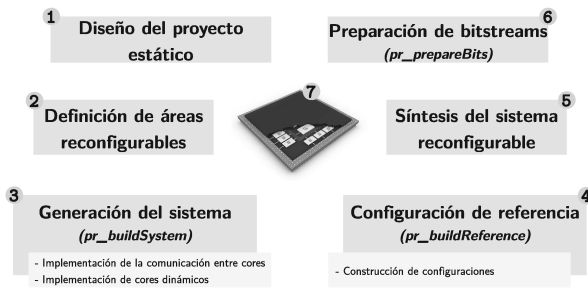 1
Diseño del proyecto
estático
2
Definición de áreas
reconfigurables
3
Generación del sistema
(pr_buildSystem)
- Implementación de la comunicación entre cores
- Implementación de cores dinámicos
4
Configuración de referencia
(pr_buildReference)
- Construcción de configuraciones
5
Síntesis del sistema
reconfigurable
6
Preparación de bitstreams
(pr_prepareBits)
7